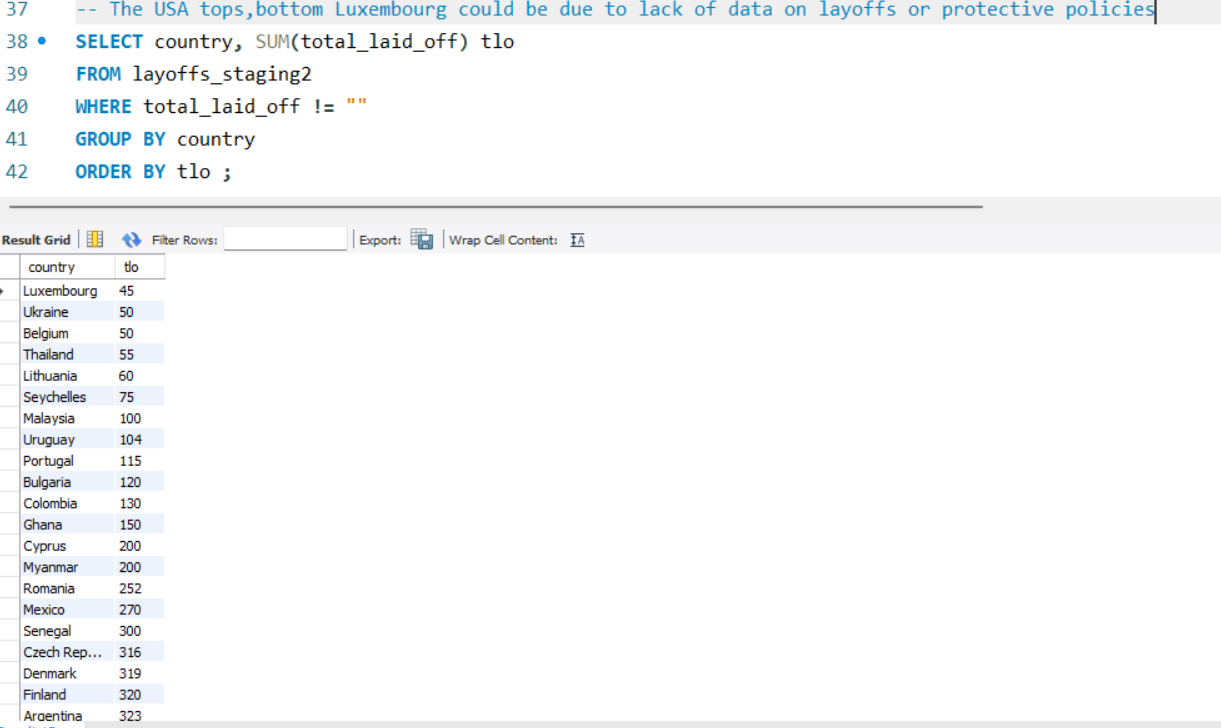 37 -- The USA tops,bottom Luxembourg could be due to lack of data on layoffs or protective policies
38 SELECT country, SUM(total_laid_off) tlo
39 FROM layoffs_staging2
40 WHERE total_laid_off != ""
41 GROUP BY country
42 ORDER BY tlo ;
Result Grid Filter Rows: Export: Wrap Cell Content: IA
country tlo
Luxembourg 45
Ukraine 50
Belgium 50
Thailand 55
Lithuania 60
Seychelles 75
Malaysia 100
Uruguay 104
Portugal 115
Bulgaria 120
Colombia 130
Ghana 150
Cyprus 200
Myanmar 200
Romania 252
Mexico 270
Senegal 300
Czech Rep... 316
Denmark 319
Finland 320
Argentina 323